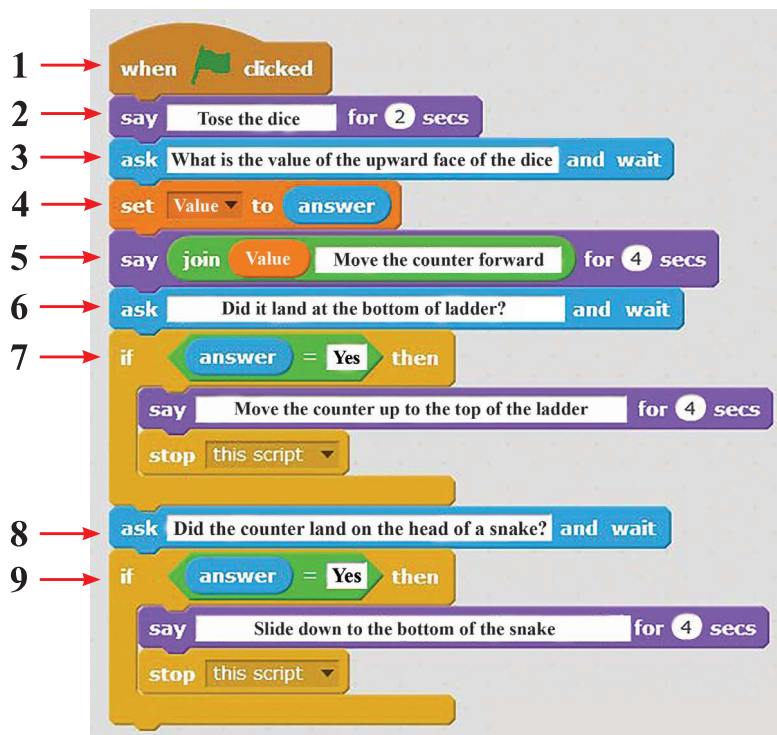 1 when clicked
2 say Tose the dice for 2 secs
3 ask What is the value of the upward face of the dice and wait
4 set Value to answer
5 say join Value Move the counter forward for 4 secs
6 ask Did it land at the bottom of ladder? and wait
7 if answer = Yes then
say Move the counter up to the top of the ladder for 4 secs
stop this script
8 ask Did the counter land on the head of a snake? and wait
9 if answer = Yes then
say Slide down to the bottom of the snake for 4 secs
stop this script